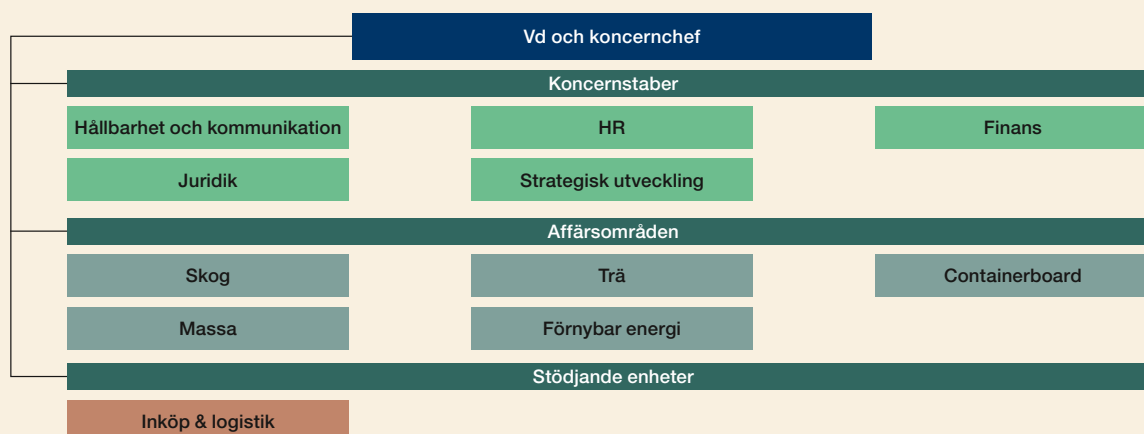 Vd och koncernchef
Koncernstaber
Hållbarhet och kommunikation
HR
Finans
Juridik
Strategisk utveckling
Affärsområden
Skog
Trä
Containerboard
Massa
Förnybar energi
Stödjande enheter
Inköp & logistik